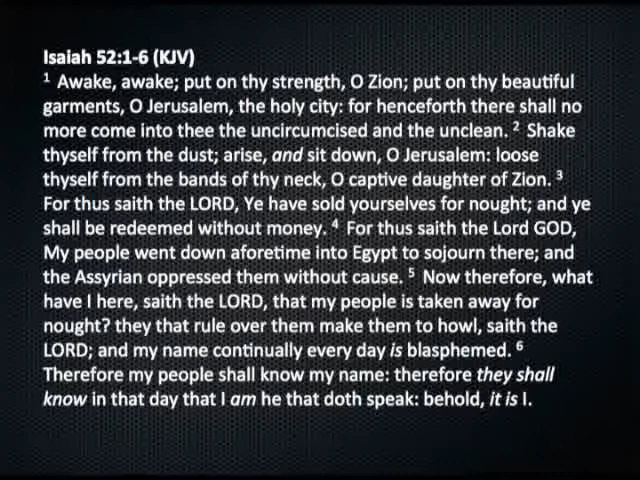 Isaiah 52:1-6 (KJV)
1 Awake, awake; put on thy strength, O Zion; put on thy beautiful
garments, O Jerusalem, the holy city: for henceforth there shall no
more come into thee the uncircumcised and the unclean. 2 Shake
thyself from the dust; arise, and sit down, O Jerusalem: loose
thyself from the bands of thy neck, O captive daughter of Zion. 3
For thus saith the LORD, Ye have sold yourselves for nought; and ye
shall be redeemed without money. 4 For thus saith the Lord GOD,
My people went down aforetime into Egypt to sojourn there; and
the Assyrian oppressed them without cause. 5 Now therefore, what
have I here, saith the LORD, that my people is taken away for
nought? they that rule over them make them to howl, saith the
LORD; and my name continually every day is blasphemed. 6
Therefore my people shall know my name: therefore they shall
know in that day that I am he that doth speak: behold, it is I.